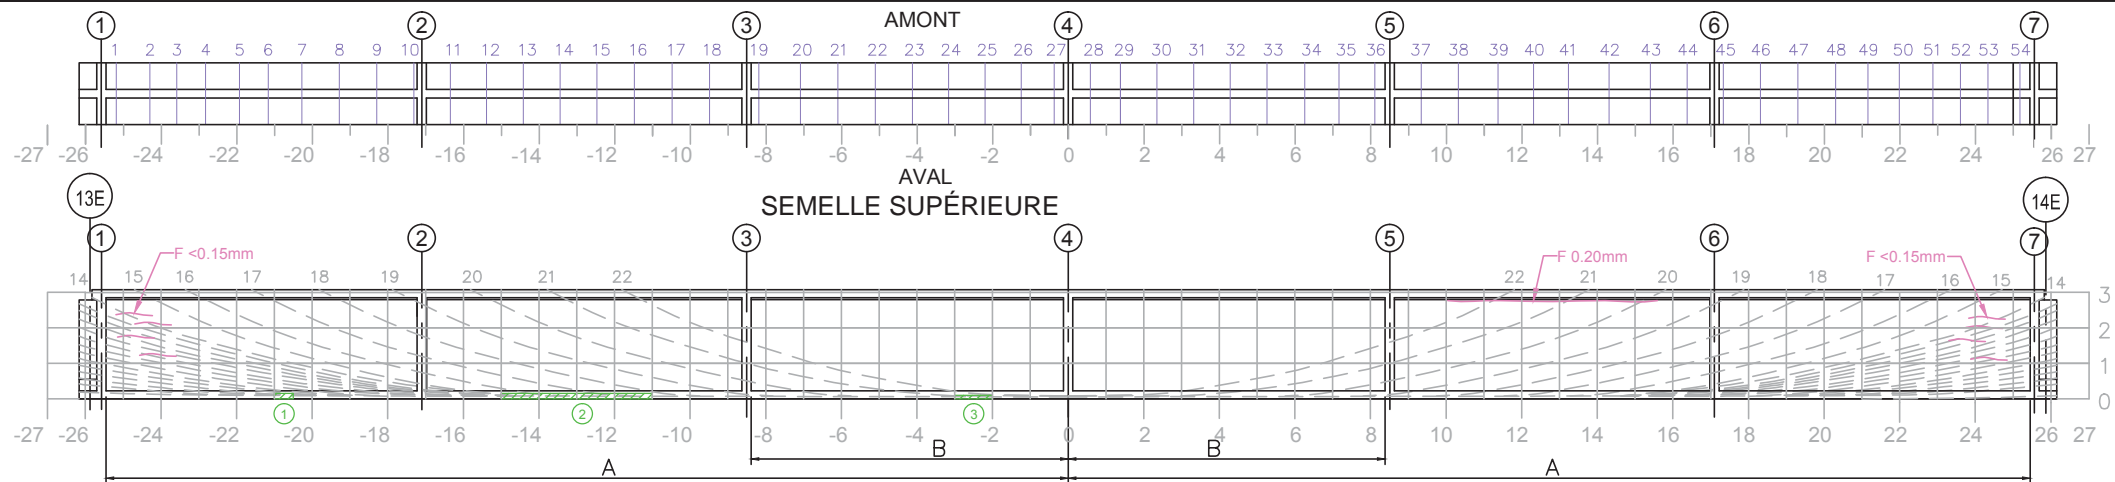 AMONT
1 2 3 4 5 6 7
1 2 3 4 5 6 7 8 9 10 11 12 13 14 15 16 17 18 19 20 21 22 23 24 25 26 27 28 29 30 31 32 33 34 35 36 37 38 39 40 41 42 43 44 45 46 47 48 49 50 51 52 53 54
-27 -26 -24 -22 -20 -18 -16 -14 -12 -10 -8 -6 -4 -2 0 2 4 6 8 10 12 14 16 18 20 22 24 26 27
AVAL
SEMELLE SUPÉRIEURE
13E 14E
1 2 3 4 5 6 7
F <0.15mm F 0.20mm F <0.15mm
14 15 16 17 18 19 20 21 22 22 21 20 19 18 17 16 15 14
3
2
1
0
1 2 3
-27 -26 -24 -22 -20 -18 -16 -14 -12 -10 -8 -6 -4 -2 0 2 4 6 8 10 12 14 16 18 20 22 24 26 27
B B
A A